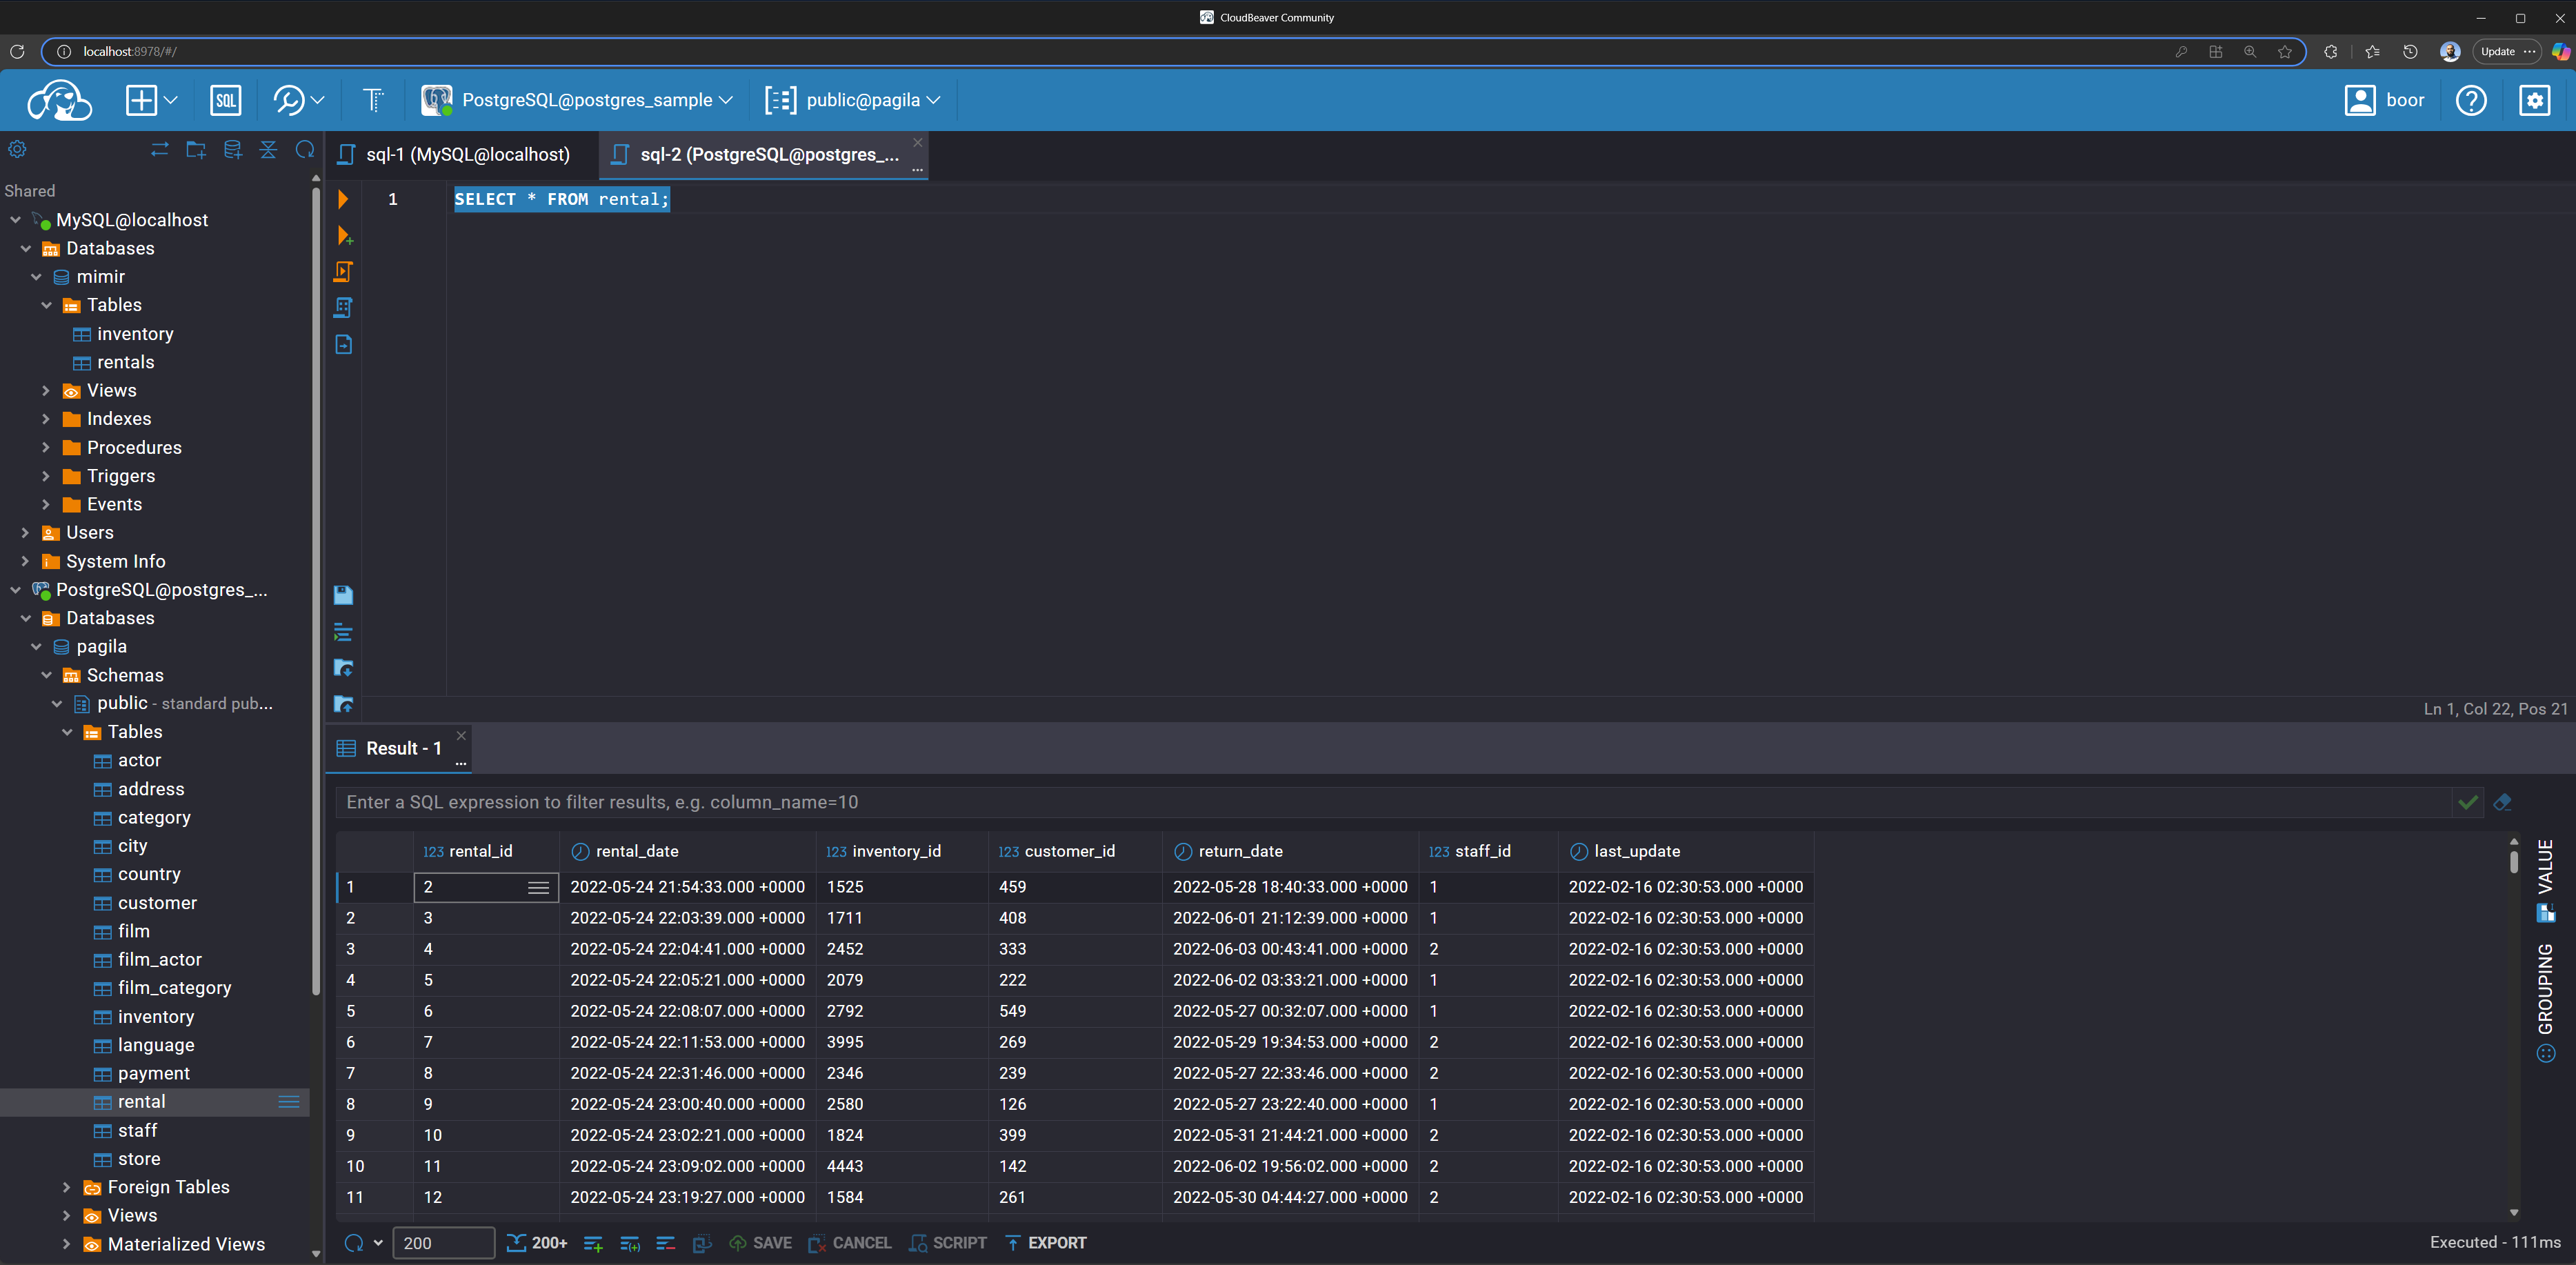 CloudBeaver Community
localhost:8978/#/
Update
SQL
PostgreSQL@postgres_sample
public@pagila
boor
sql-1 (MySQL@localhost)
sql-2 (PostgreSQL@postgres_...
Shared
MySQL@localhost
Databases
mimir
Tables
inventory
rentals
Views
Indexes
Procedures
Triggers
Events
Users
System Info
PostgreSQL@postgres_...
Databases
pagila
Schemas
public - standard pub...
Tables
actor
address
category
city
country
customer
film
film_actor
film_category
inventory
language
payment
rental
staff
store
Foreign Tables
Views
Materialized Views
1 SELECT * FROM rental;
Ln 1, Col 22, Pos 21
Result - 1
Enter a SQL expression to filter results, e.g. column_name=10
123 rental_id rental_date 123 inventory_id 123 customer_id return_date 123 staff_id last_update
1 2 2022-05-24 21:54:33.000 +0000 1525 459 2022-05-28 18:40:33.000 +0000 1 2022-02-16 02:30:53.000 +0000
2 3 2022-05-24 22:03:39.000 +0000 1711 408 2022-06-01 21:12:39.000 +0000 1 2022-02-16 02:30:53.000 +0000
3 4 2022-05-24 22:04:41.000 +0000 2452 333 2022-06-03 00:43:41.000 +0000 2 2022-02-16 02:30:53.000 +0000
4 5 2022-05-24 22:05:21.000 +0000 2079 222 2022-06-02 03:33:21.000 +0000 1 2022-02-16 02:30:53.000 +0000
5 6 2022-05-24 22:08:07.000 +0000 2792 549 2022-05-27 00:32:07.000 +0000 1 2022-02-16 02:30:53.000 +0000
6 7 2022-05-24 22:11:53.000 +0000 3995 269 2022-05-29 19:34:53.000 +0000 2 2022-02-16 02:30:53.000 +0000
7 8 2022-05-24 22:31:46.000 +0000 2346 239 2022-05-27 22:33:46.000 +0000 2 2022-02-16 02:30:53.000 +0000
8 9 2022-05-24 23:00:40.000 +0000 2580 126 2022-05-27 23:22:40.000 +0000 1 2022-02-16 02:30:53.000 +0000
9 10 2022-05-24 23:02:21.000 +0000 1824 399 2022-05-31 21:44:21.000 +0000 2 2022-02-16 02:30:53.000 +0000
10 11 2022-05-24 23:09:02.000 +0000 4443 142 2022-06-02 19:56:02.000 +0000 2 2022-02-16 02:30:53.000 +0000
11 12 2022-05-24 23:19:27.000 +0000 1584 261 2022-05-30 04:44:27.000 +0000 2 2022-02-16 02:30:53.000 +0000
VALUE
GROUPING
200 200+ SAVE CANCEL SCRIPT EXPORT
Executed - 111ms